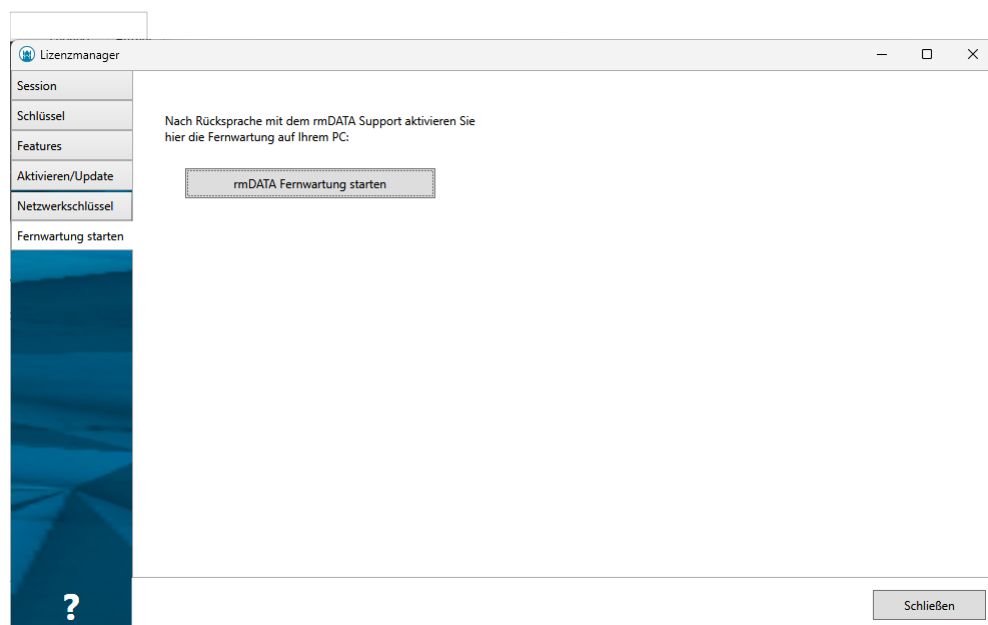 Lizenzmanager
Session
Schlüssel
Features
Aktivieren/Update
Netzwerkschlüssel
Fernwartung starten
Nach Rücksprache mit dem rmDATA Support aktivieren Sie
hier die Fernwartung auf Ihrem PC:
rmDATA Fernwartung starten
?
Schließen